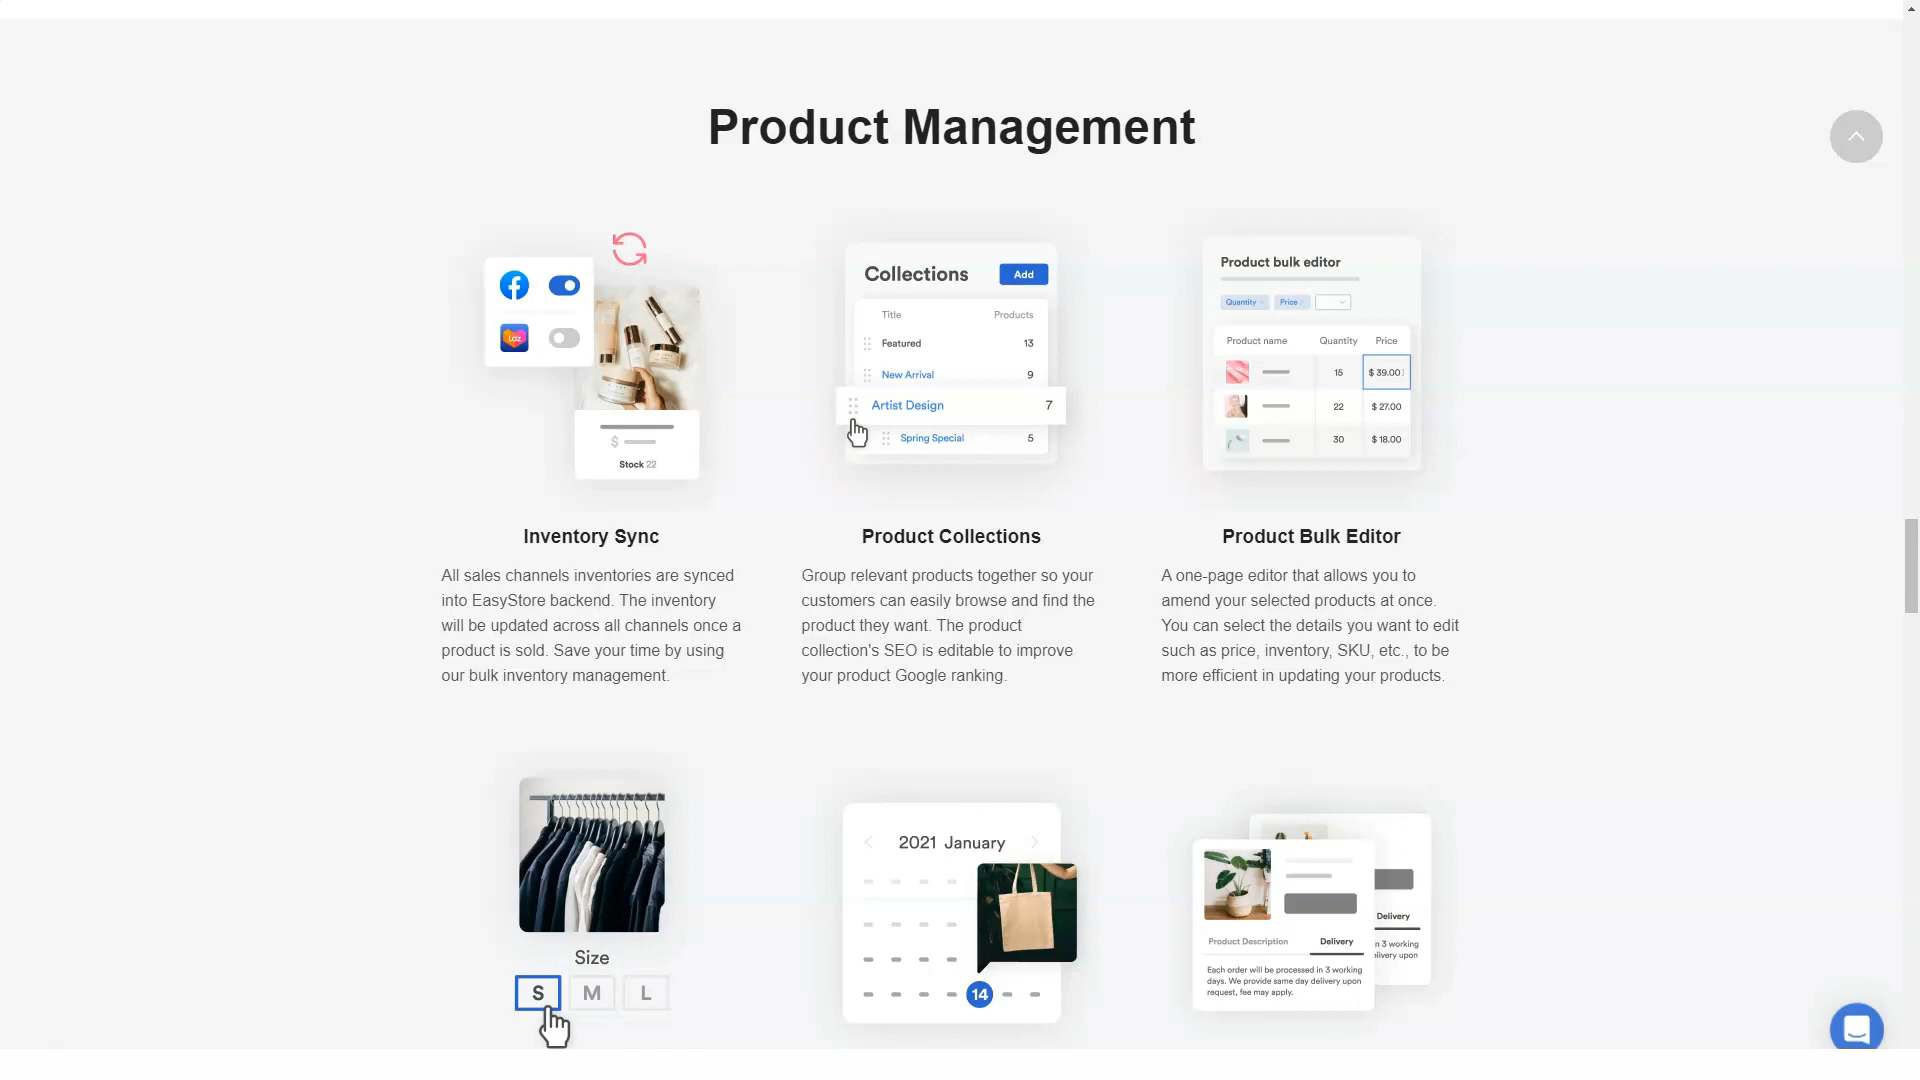 Product Management
Laz
$
Stock 22
Collections
Add
Title Products
Featured 13
New Arrival 9
Artist Design 7
Spring Special 5
Product bulk editor
Quantity Price
Product name Quantity Price
15 $ 39.00
22 $ 27.00
30 $ 18.00
Inventory Sync
All sales channels inventories are synced
into EasyStore backend. The inventory
will be updated across all channels once a
product is sold. Save your time by using
our bulk inventory management.
Product Collections
Group relevant products together so your
customers can easily browse and find the
product they want. The product
collection's SEO is editable to improve
your product Google ranking.
Product Bulk Editor
A one-page editor that allows you to
amend your selected products at once.
You can select the details you want to edit
such as price, inventory, SKU, etc., to be
more efficient in updating your products.
Size
S M L
2021 January
14
Product Description Delivery
Each order will be processed in 3 working
days. We provide same day delivery upon
request, fee may apply.
Delivery
n 3 working
elivery upon